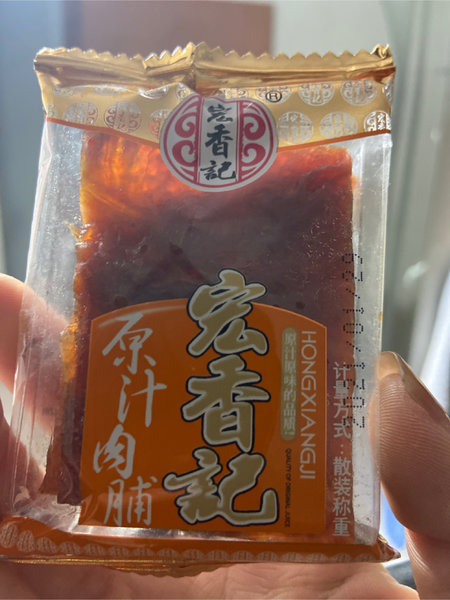 宏香記
宏香記
原汁肉脯
HONGXIANGJI
原汁原味的品质
QUALITY OF ORIGINAL JUICE
计量方式:散装称重